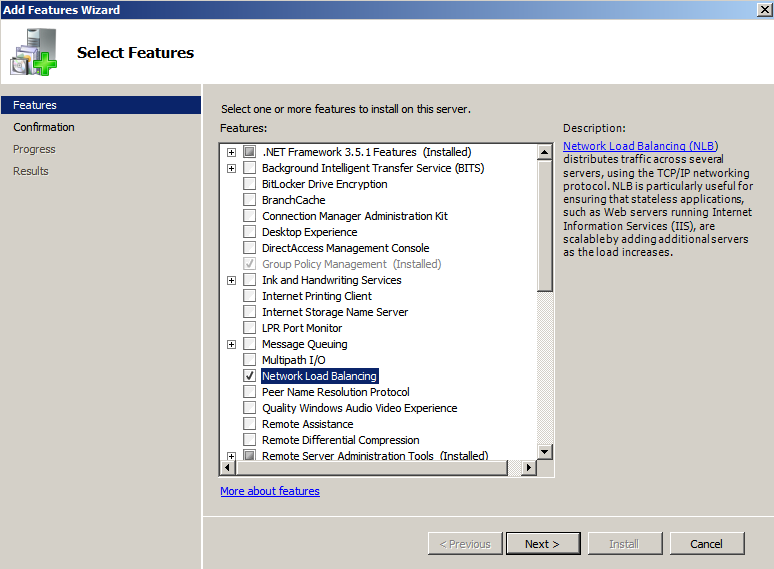 Add Features Wizard
Select Features
Features
Confirmation
Progress
Results
Select one or more features to install on this server.
Features:
.NET Framework 3.5.1 Features (Installed)
Background Intelligent Transfer Service (BITS)
BitLocker Drive Encryption
BranchCache
Connection Manager Administration Kit
Desktop Experience
DirectAccess Management Console
Group Policy Management (Installed)
Ink and Handwriting Services
Internet Printing Client
Internet Storage Name Server
LPR Port Monitor
Message Queuing
Multipath I/O
Network Load Balancing
Peer Name Resolution Protocol
Quality Windows Audio Video Experience
Remote Assistance
Remote Differential Compression
Remote Server Administration Tools (Installed)
More about features
Description:
Network Load Balancing (NLB)
distributes traffic across several
servers, using the TCP/IP networking
protocol. NLB is particularly useful for
ensuring that stateless applications,
such as Web servers running Internet
Information Services (IIS), are
scalable by adding additional servers
as the load increases.
< Previous
Next >
Install
Cancel